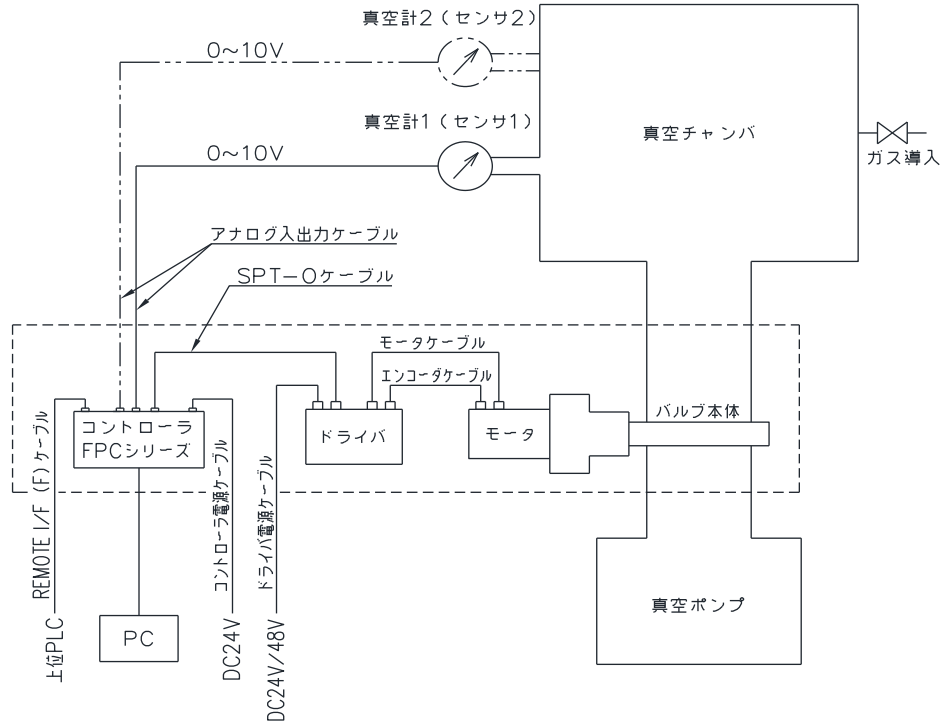 真空計2（センサ2）
0～10V
真空計1（センサ1）
真空チャンバ
0～10V
ガス導入
アナログ入出力ケーブル
SPT－Oケーブル
モータケーブル
エンコーダケーブル
バルブ本体
コントローラ
FPCシリーズ
ドライバ
モータ
REMOTE I/F (F)ケーブル
コントローラ電源ケーブル
ドライバ電源ケーブル
真空ポンプ
PC
上位PLC
DC24V
DC24V/48V